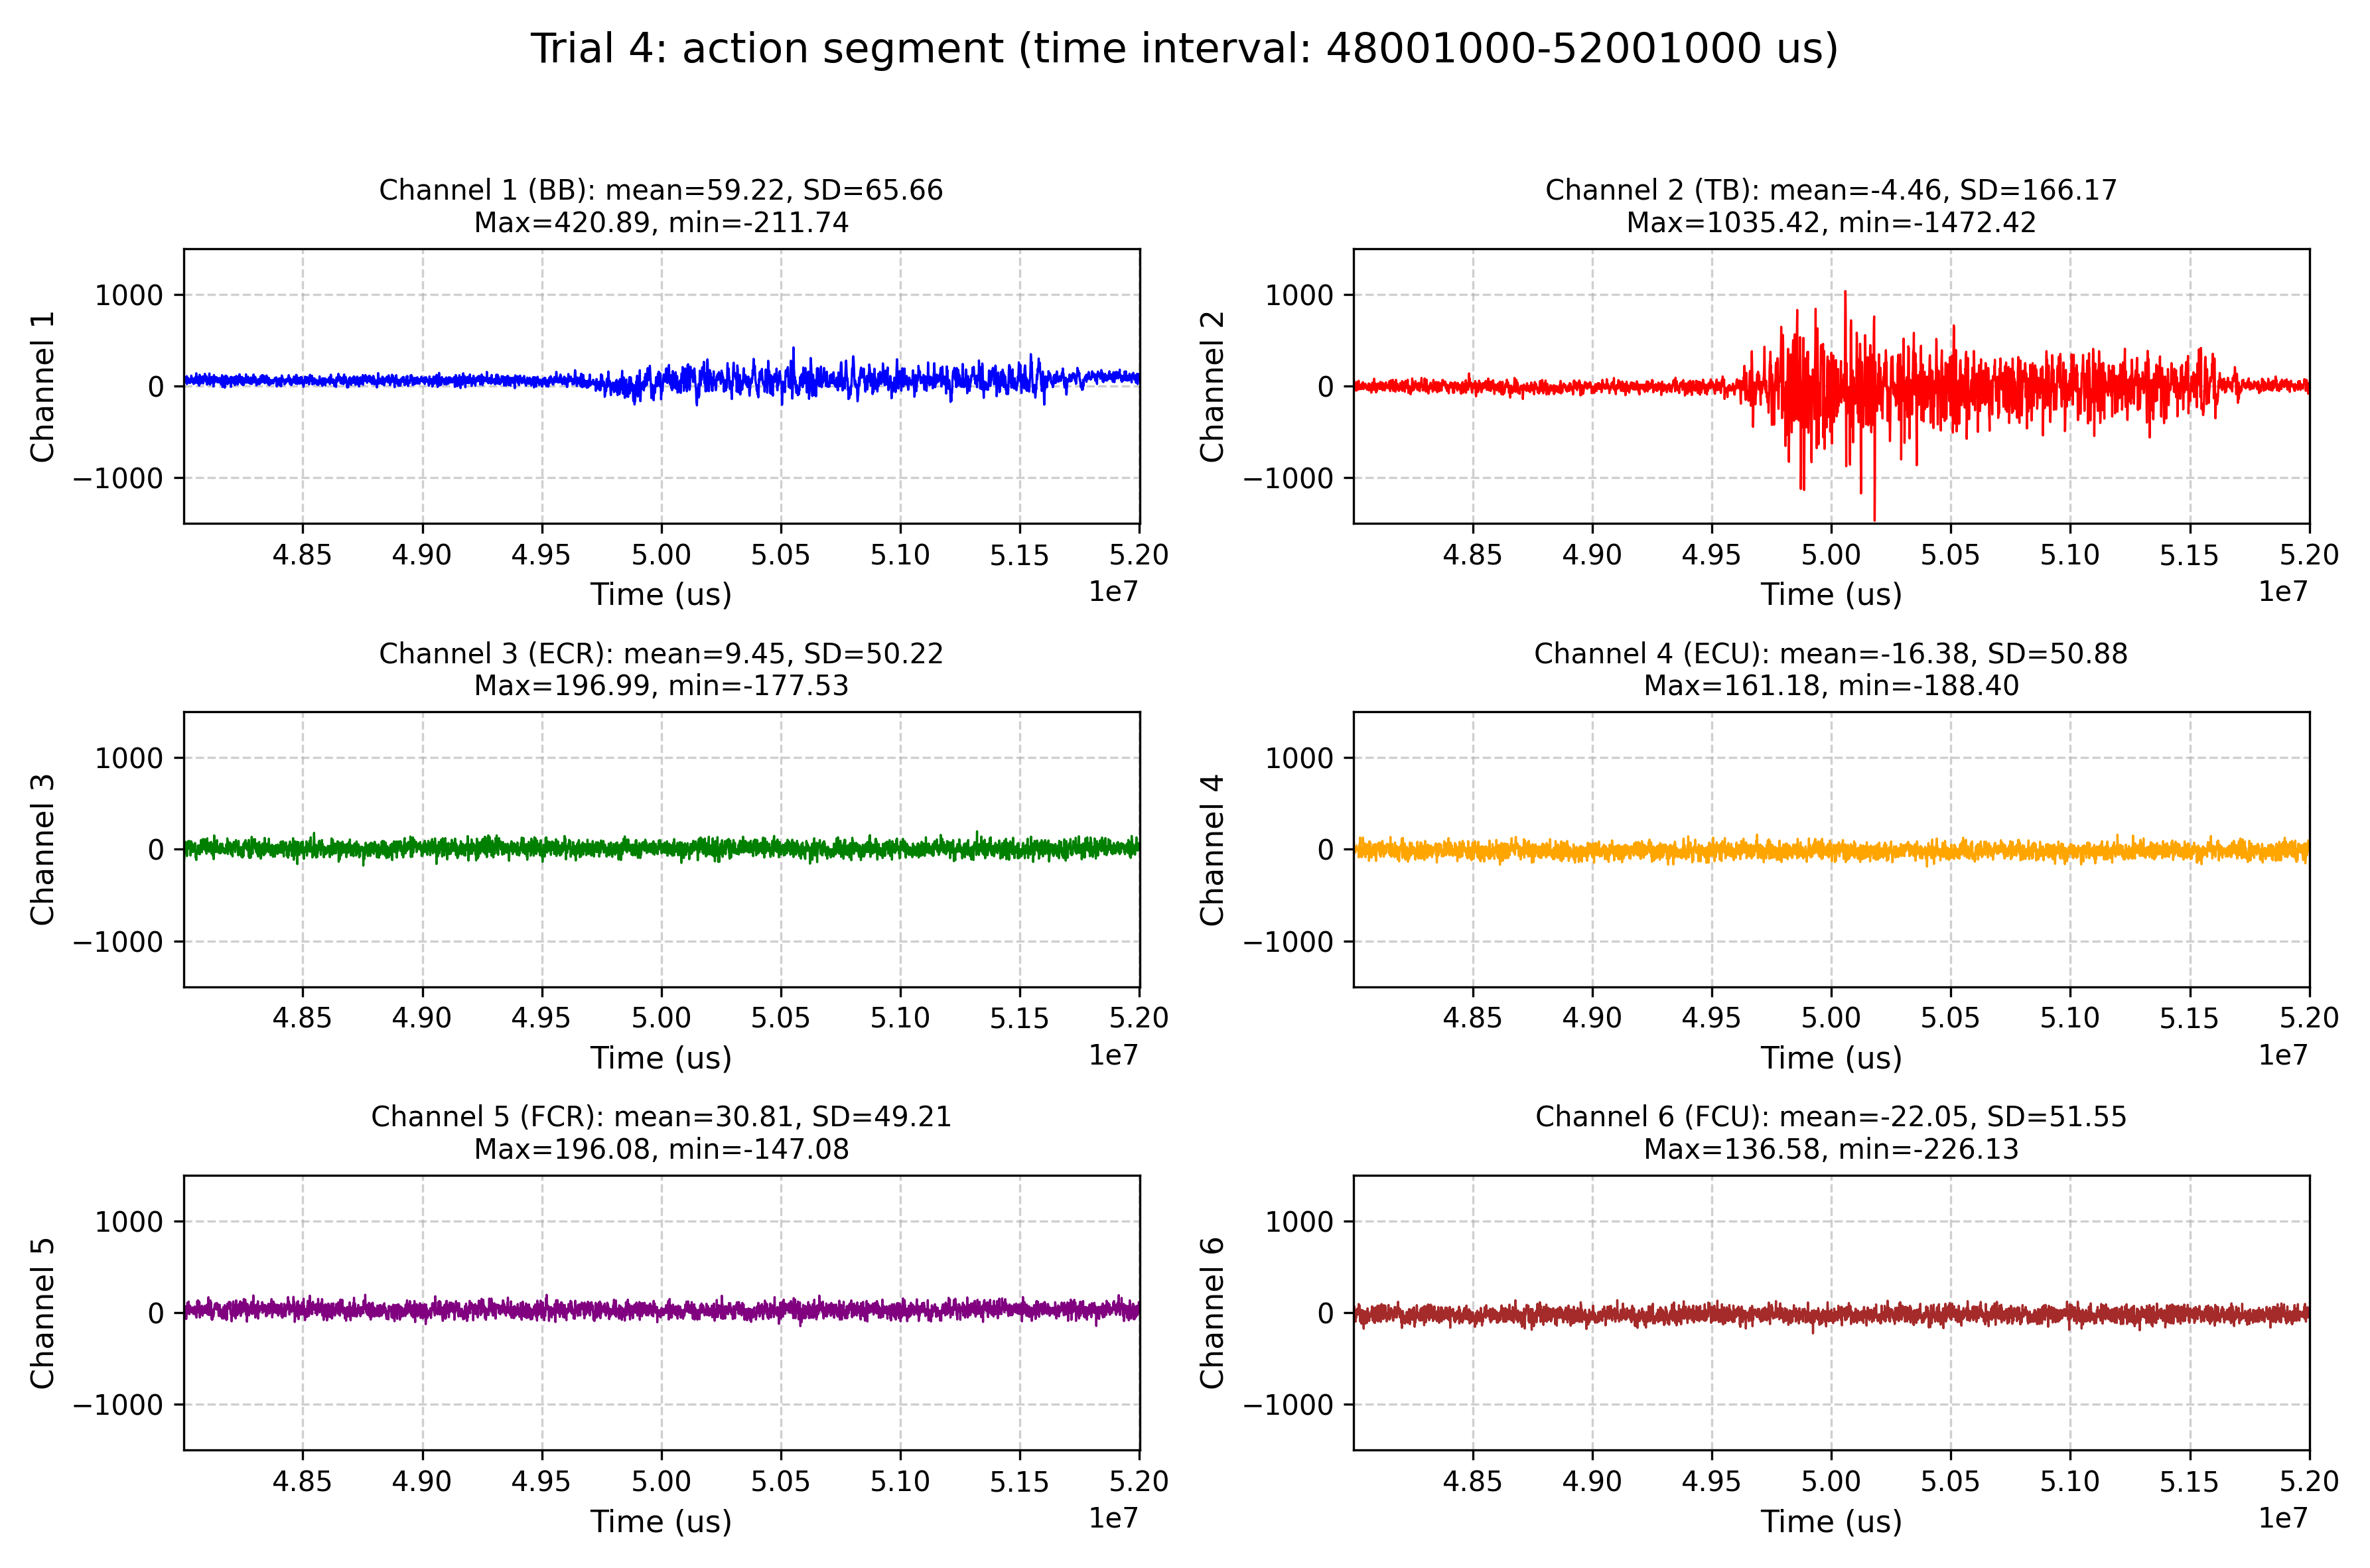 Trial 4: action segment (time interval: 48001000-52001000 us)
Channel 1 (BB): mean=59.22, SD=65.66
Max=420.89, min=-211.74
1000
0
−1000
Channel 1
4.85 4.90 4.95 5.00 5.05 5.10 5.15 5.20
1e7
Time (us)
Channel 2 (TB): mean=-4.46, SD=166.17
Max=1035.42, min=-1472.42
1000
0
−1000
Channel 2
4.85 4.90 4.95 5.00 5.05 5.10 5.15 5.20
1e7
Time (us)
Channel 3 (ECR): mean=9.45, SD=50.22
Max=196.99, min=-177.53
1000
0
−1000
Channel 3
4.85 4.90 4.95 5.00 5.05 5.10 5.15 5.20
1e7
Time (us)
Channel 4 (ECU): mean=-16.38, SD=50.88
Max=161.18, min=-188.40
1000
0
−1000
Channel 4
4.85 4.90 4.95 5.00 5.05 5.10 5.15 5.20
1e7
Time (us)
Channel 5 (FCR): mean=30.81, SD=49.21
Max=196.08, min=-147.08
1000
0
−1000
Channel 5
4.85 4.90 4.95 5.00 5.05 5.10 5.15 5.20
1e7
Time (us)
Channel 6 (FCU): mean=-22.05, SD=51.55
Max=136.58, min=-226.13
1000
0
−1000
Channel 6
4.85 4.90 4.95 5.00 5.05 5.10 5.15 5.20
1e7
Time (us)